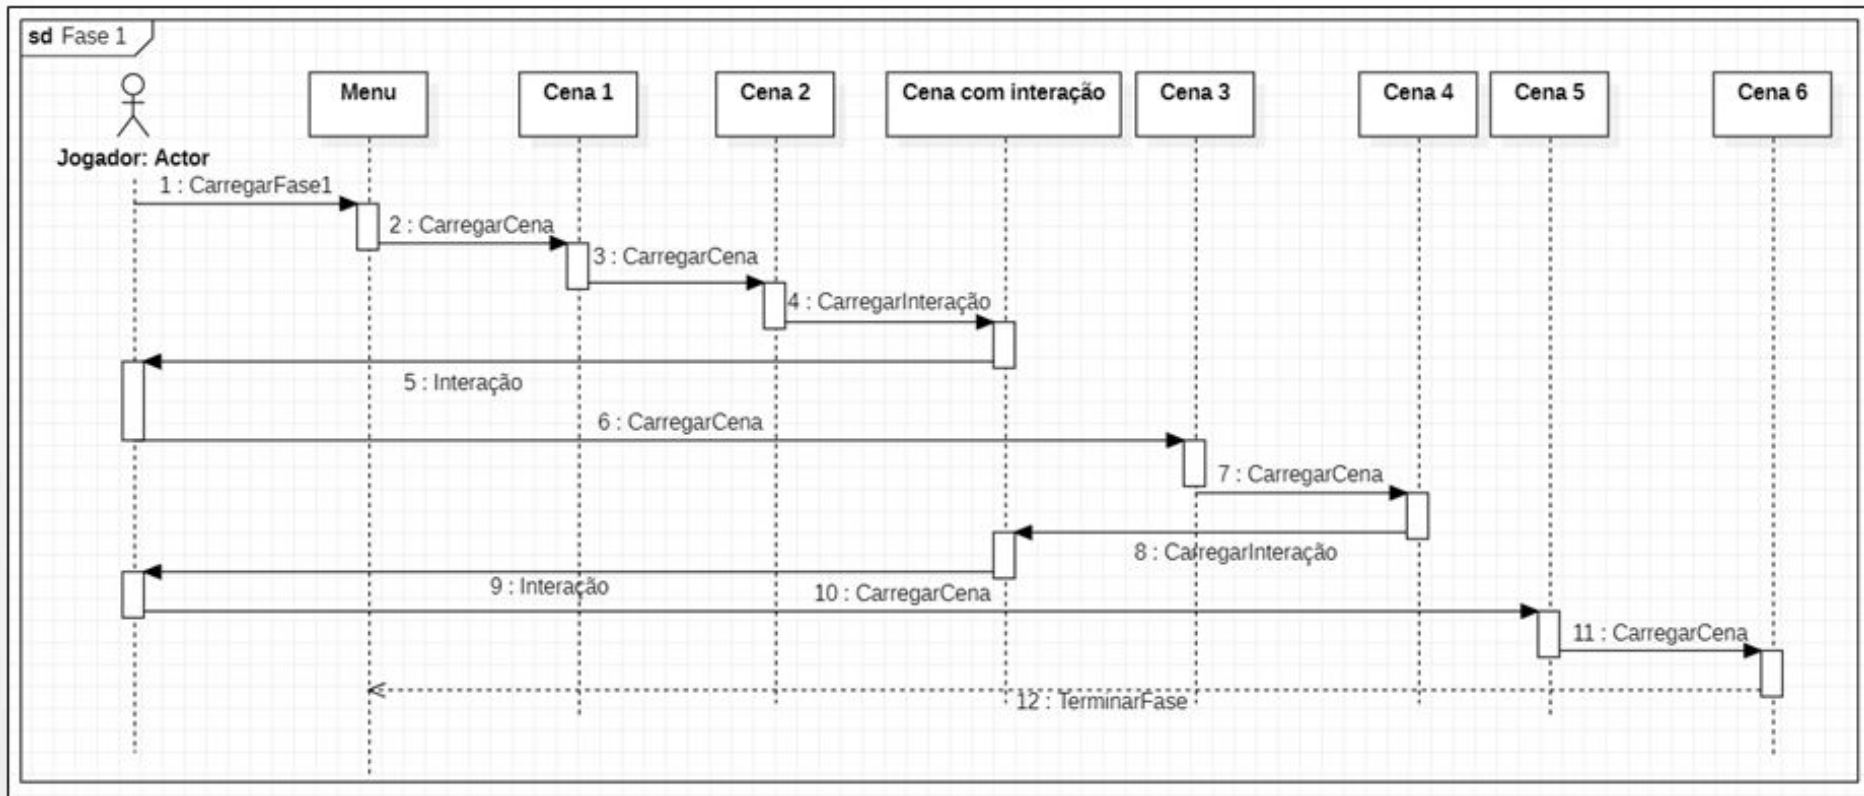 sd Fase 1
Menu
Cena 1
Cena 2
Cena com interação
Cena 3
Cena 4
Cena 5
Cena 6
Jogador: Actor
1 : CarregarFase1
2 : CarregarCena
3 : CarregarCena
4 : CarregarInteração
5 : Interação
6 : CarregarCena
7 : CarregarCena
8 : CarregarInteração
9 : Interação
10 : CarregarCena
11 : CarregarCena
12 : TerminarFase